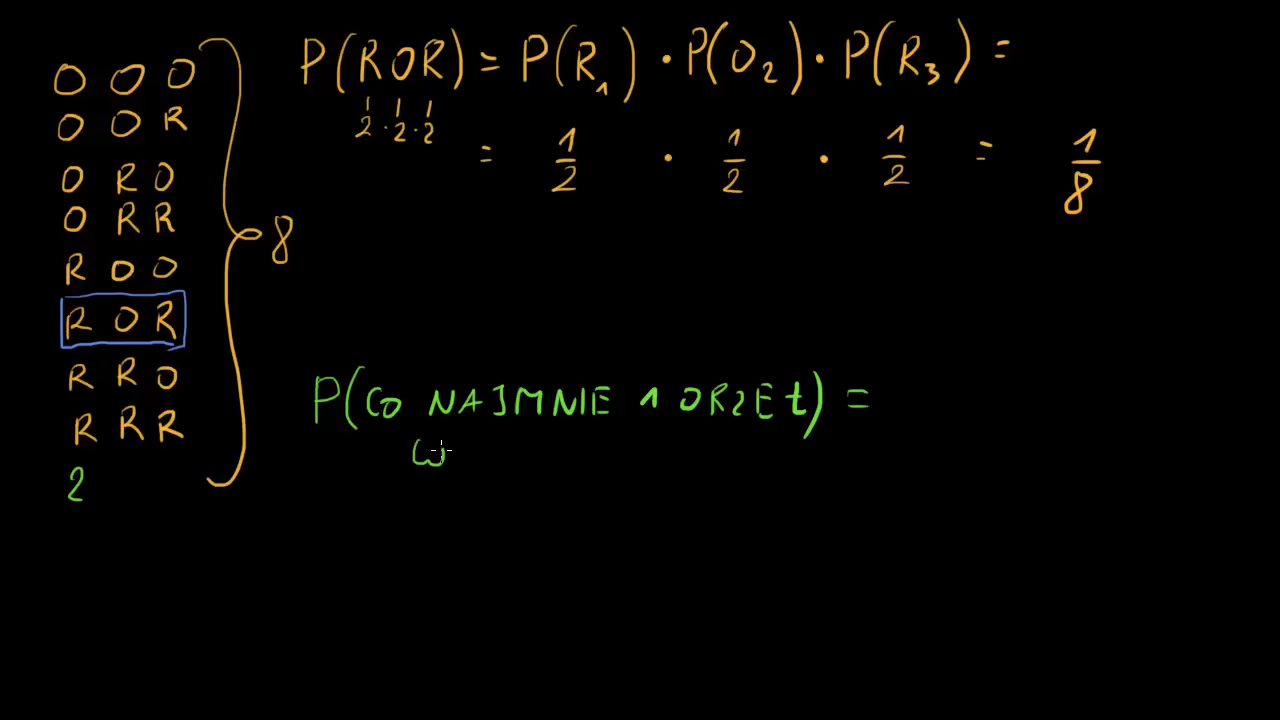 O O O
O O R
O R O
O R R
R O O
R O R
R R O
R R R
2
8
P(ROR) = P(R₁) · P(O₂) · P(R₃) =
1/2 · 1/2 · 1/2
= 1/2 · 1/2 · 1/2 = 1/8
P(CO NAJMNIE 1 ORZEŁ) =
W